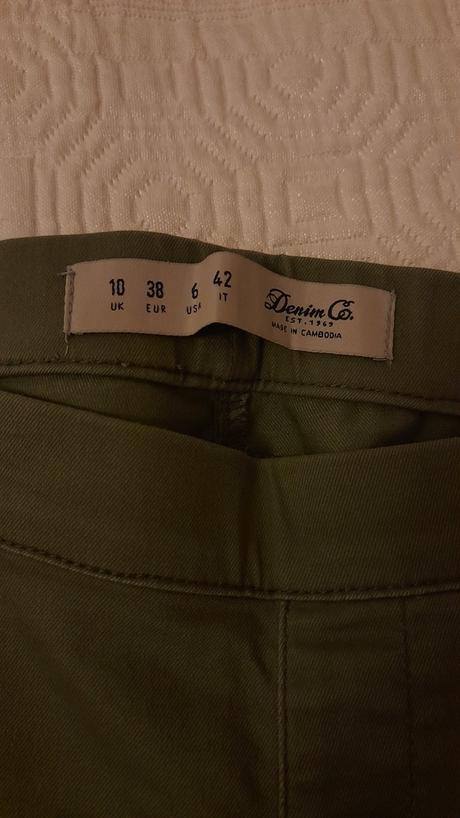 10 38 6 42
UK EUR USA IT
Denim Co.
EST. 1969
MADE IN CAMBODIA